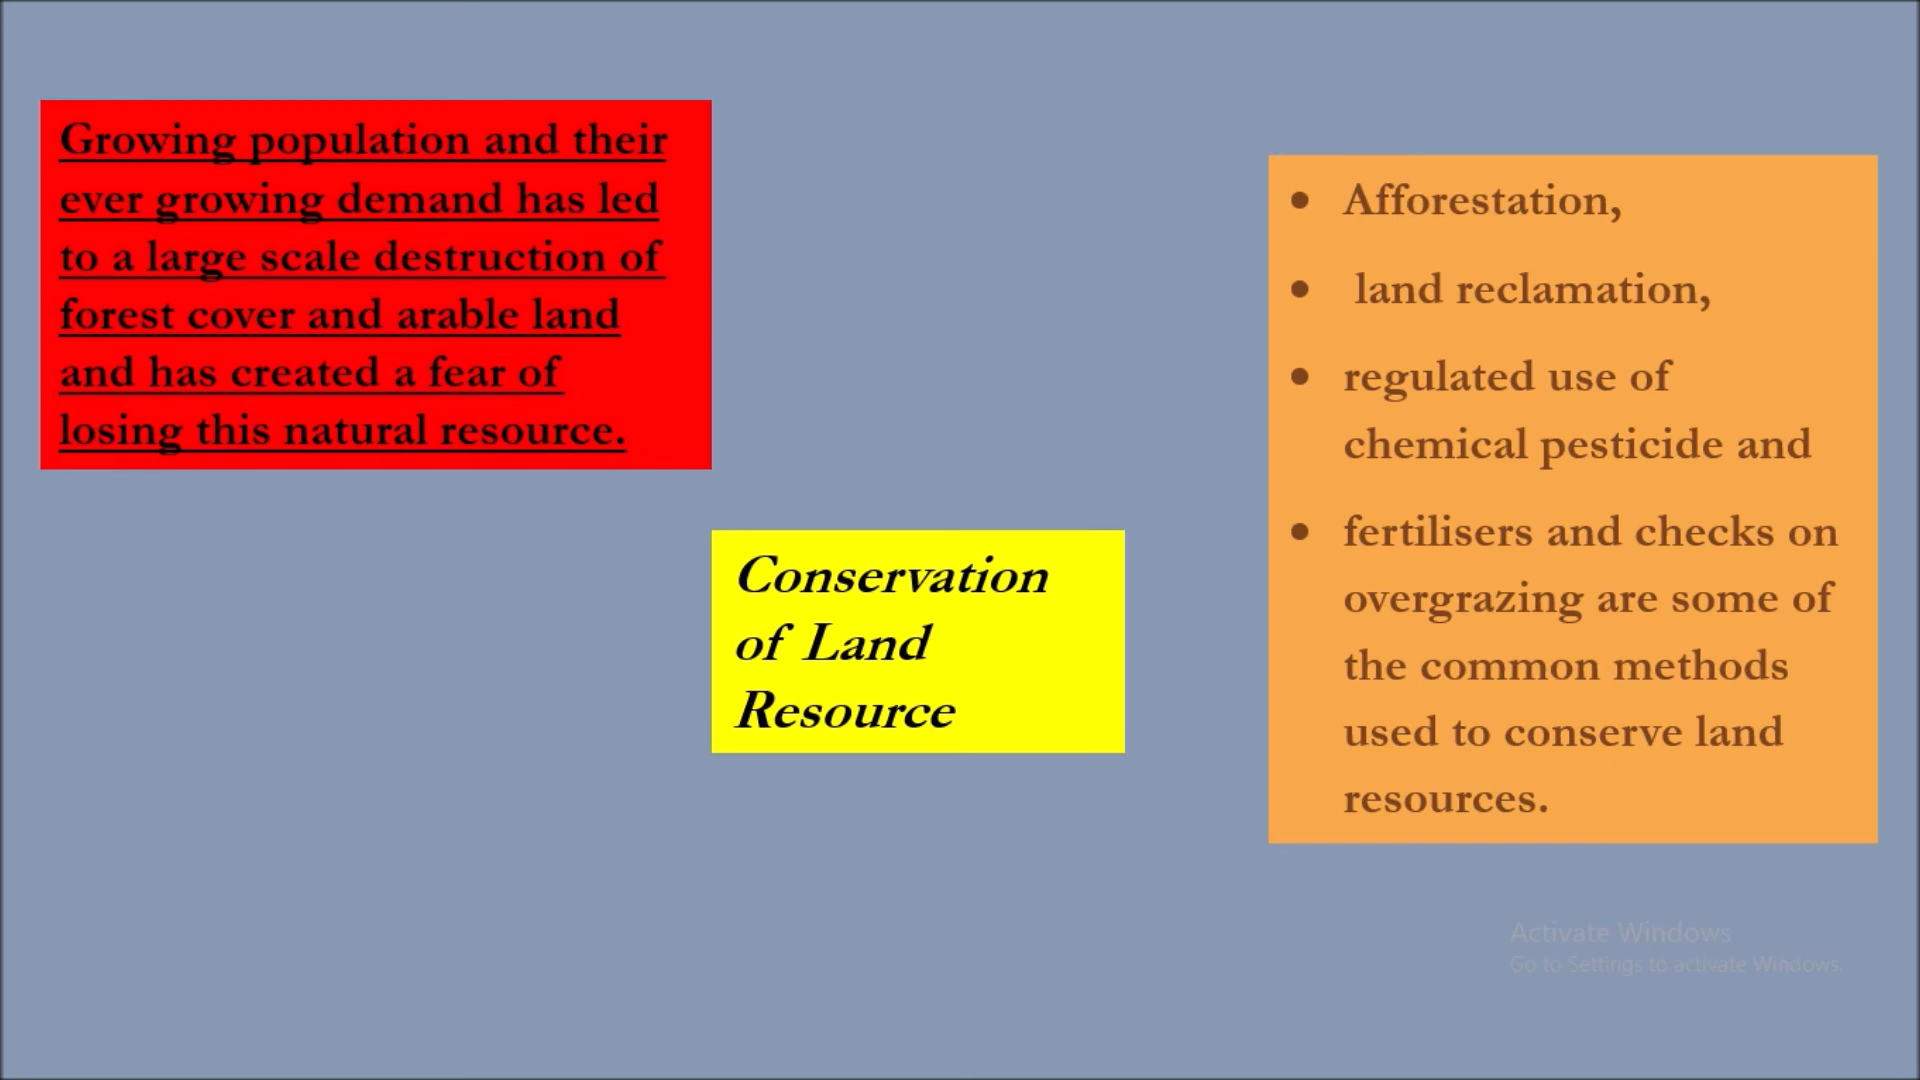 Growing population and their
ever growing demand has led
to a large scale destruction of
forest cover and arable land
and has created a fear of
losing this natural resource.
Conservation
of Land
Resource
• Afforestation,
• land reclamation,
• regulated use of
chemical pesticide and
• fertilisers and checks on
overgrazing are some of
the common methods
used to conserve land
resources.
Activate Windows
Go to Settings to activate Windows.